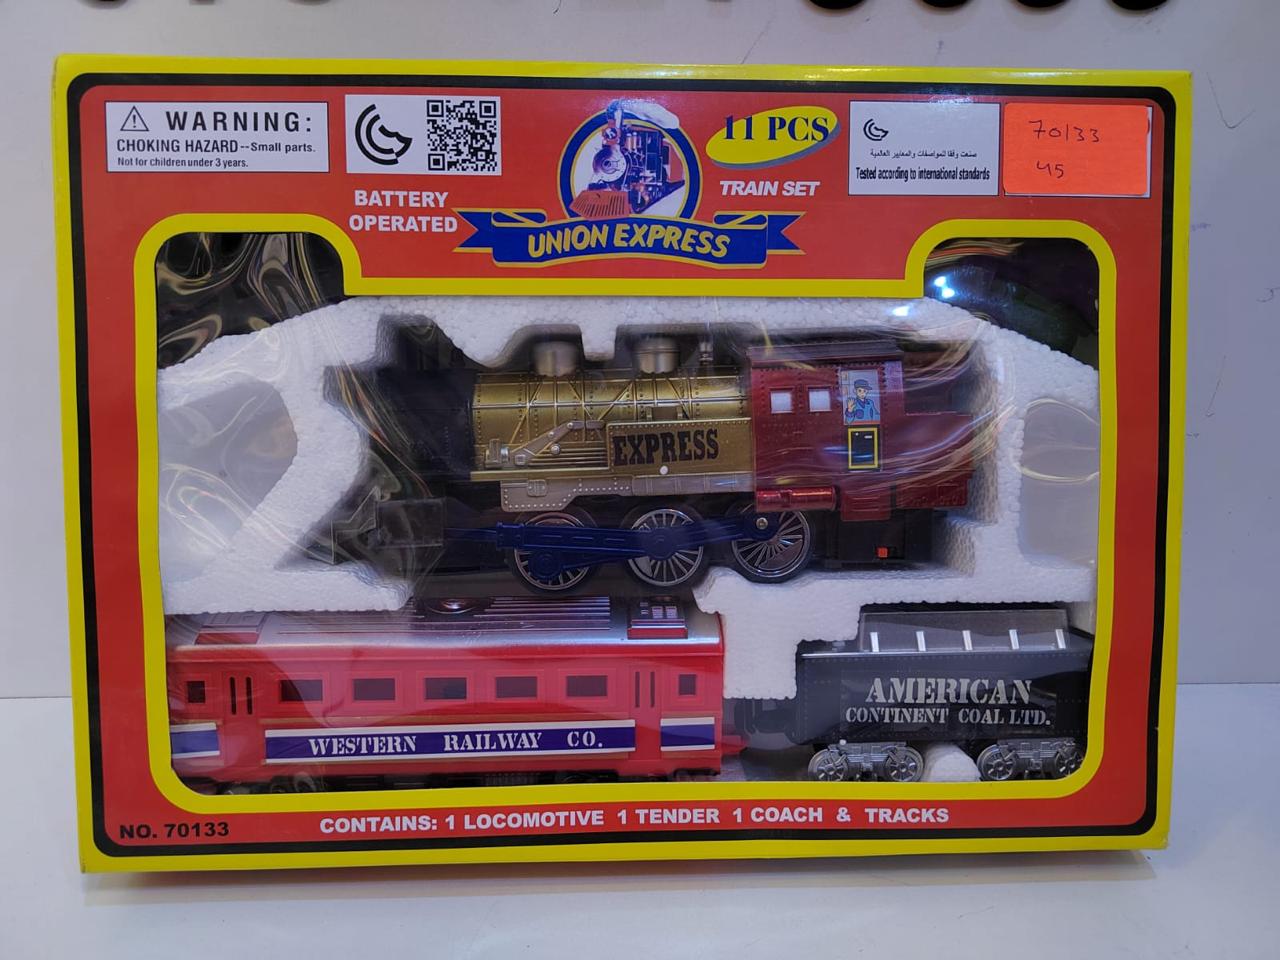 WARNING:
CHOKING HAZARD--Small parts.
Not for children under 3 years.
BATTERY
OPERATED
UNION EXPRESS
11 PCS
TRAIN SET
صنعت وفقا للمواصفات والمعايير العالمية
Tested according to international standards
70133
45
EXPRESS
WESTERN RAILWAY CO.
AMERICAN
CONTINENT COAL LTD.
NO. 70133
CONTAINS: 1 LOCOMOTIVE 1 TENDER 1 COACH & TRACKS